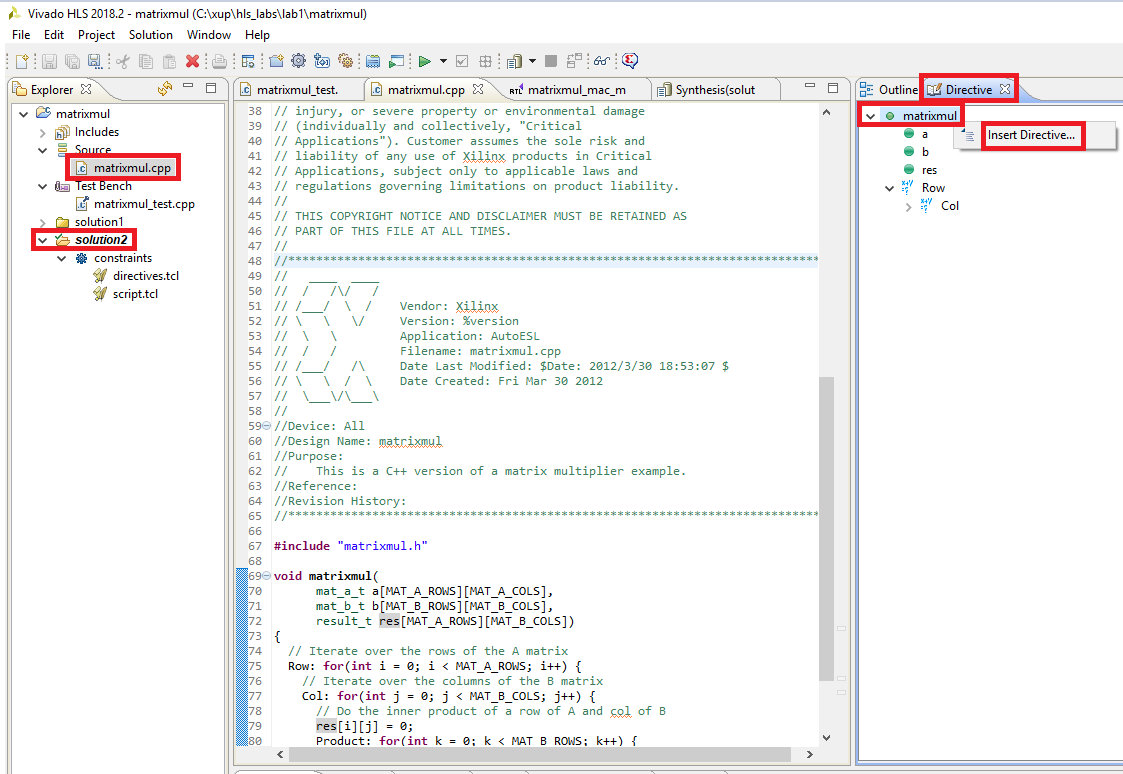 Vivado HLS 2018.2 - matrixmul (C:\xup\hls_labs\lab1\matrixmul)
File Edit Project Solution Window Help
Explorer
matrixmul
Includes
Source
matrixmul.cpp
Test Bench
matrixmul_test.cpp
solution1
solution2
constraints
directives.tcl
script.tcl
matrixmul_test. matrixmul.cpp matrixmul_mac_m Synthesis(solut
38 // injury, or severe property or environmental damage
39 // (individually and collectively, "Critical
40 // Applications"). Customer assumes the sole risk and
41 // liability of any use of Xilinx products in Critical
42 // Applications, subject only to applicable laws and
43 // regulations governing limitations on product liability.
44 //
45 // THIS COPYRIGHT NOTICE AND DISCLAIMER MUST BE RETAINED AS
46 // PART OF THIS FILE AT ALL TIMES.
47 //
48 //*****************************************************************************
49 //   ____  ____
50 //  /   /\/   /
51 // /___/  \  /    Vendor: Xilinx
52 // \   \   \/     Version: %version
53 //  \   \         Application: AutoESL
54 //  /   /         Filename: matrixmul.cpp
55 // /___/   /\     Date Last Modified: $Date: 2012/3/30 18:53:07 $
56 // \   \  /  \    Date Created: Fri Mar 30 2012
57 //  \___\/\___\
58 //
59 //Device: All
60 //Design Name: matrixmul
61 //Purpose:
62 //    This is a C++ version of a matrix multiplier example.
63 //Reference:
64 //Revision History:
65 //*****************************************************************************
66
67 #include "matrixmul.h"
68
69 void matrixmul(
70       mat_a_t a[MAT_A_ROWS][MAT_A_COLS],
71       mat_b_t b[MAT_B_ROWS][MAT_B_COLS],
72       result_t res[MAT_A_ROWS][MAT_B_COLS])
73 {
74   // Iterate over the rows of the A matrix
75   Row: for(int i = 0; i < MAT_A_ROWS; i++) {
76     // Iterate over the columns of the B matrix
77     Col: for(int j = 0; j < MAT_B_COLS; j++) {
78       // Do the inner product of a row of A and col of B
79       res[i][j] = 0;
80       Product: for(int k = 0; k < MAT_B_ROWS; k++) {
Outline Directive
matrixmul
Insert Directive...
a
b
res
Row
Col